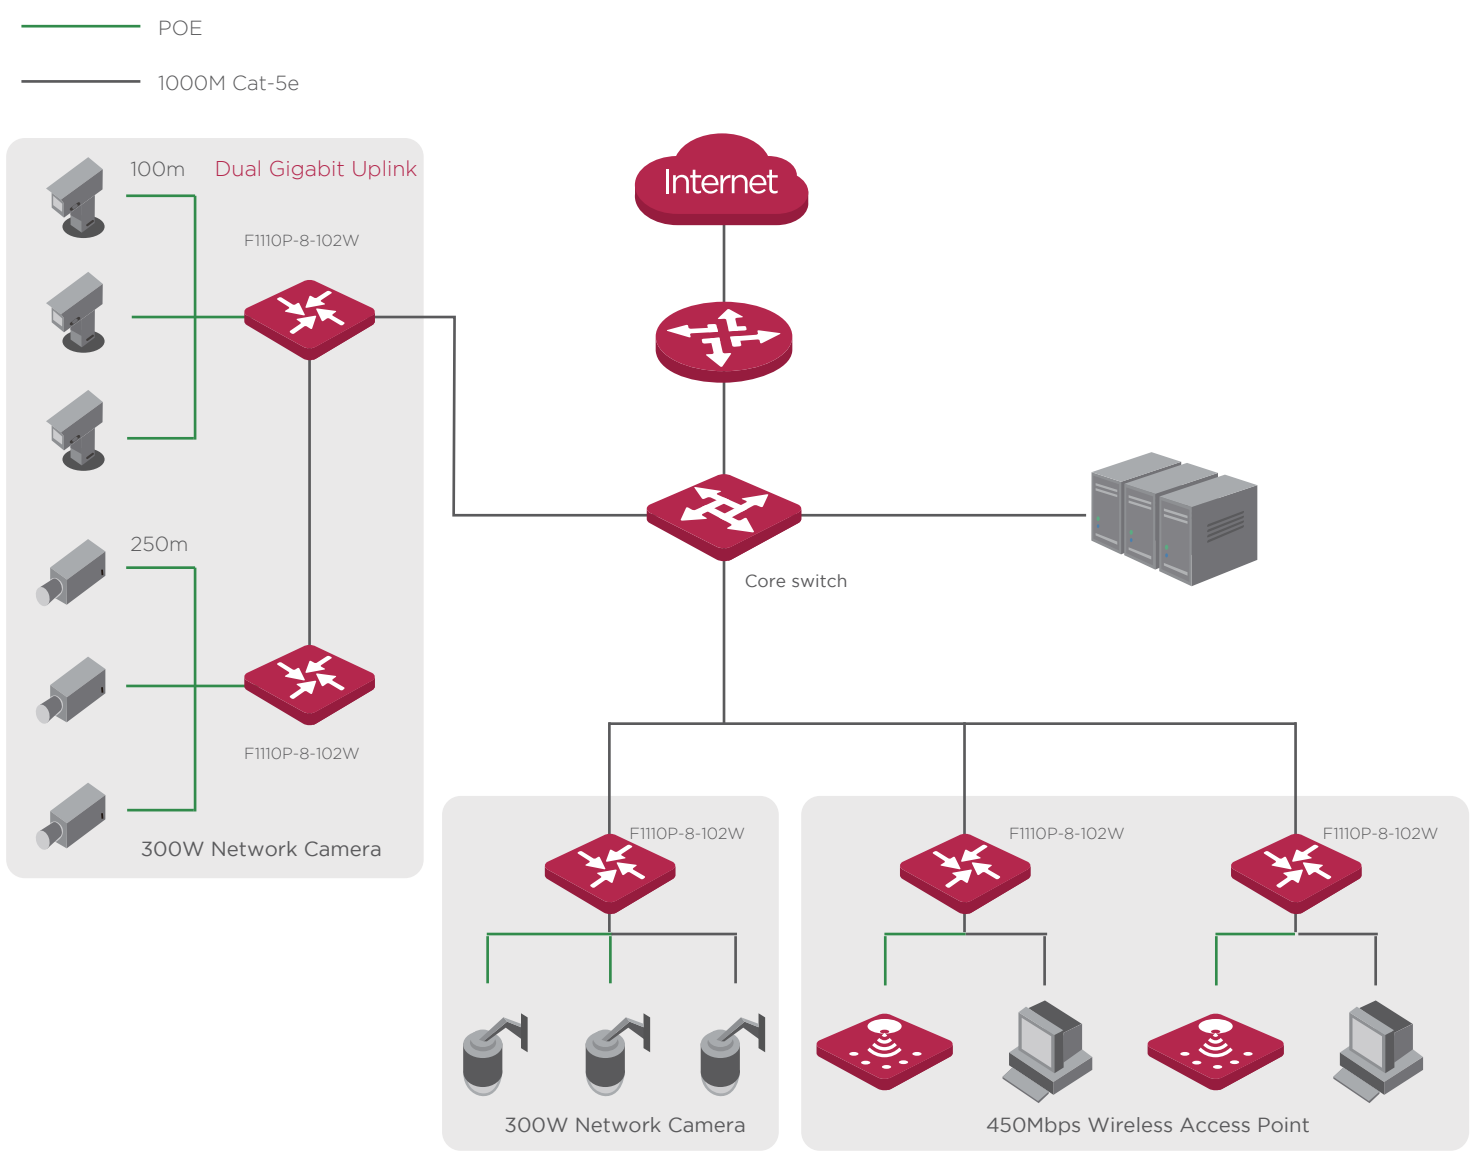 POE
1000M Cat-5e
100m
Dual Gigabit Uplink
Internet
F1110P-8-102W
250m
Core switch
F1110P-8-102W
300W Network Camera
F1110P-8-102W
F1110P-8-102W
F1110P-8-102W
300W Network Camera
450Mbps Wireless Access Point